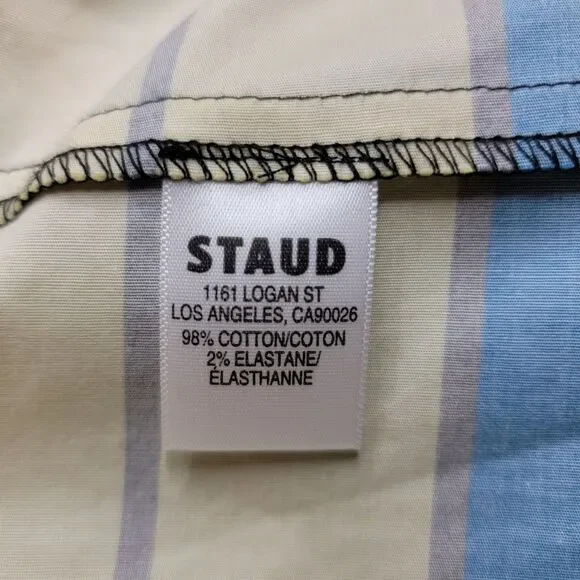 STAUD
1161 LOGAN ST
LOS ANGELES, CA90026
98% COTTON/COTON
2% ELASTANE/
ÉLASTHANNE